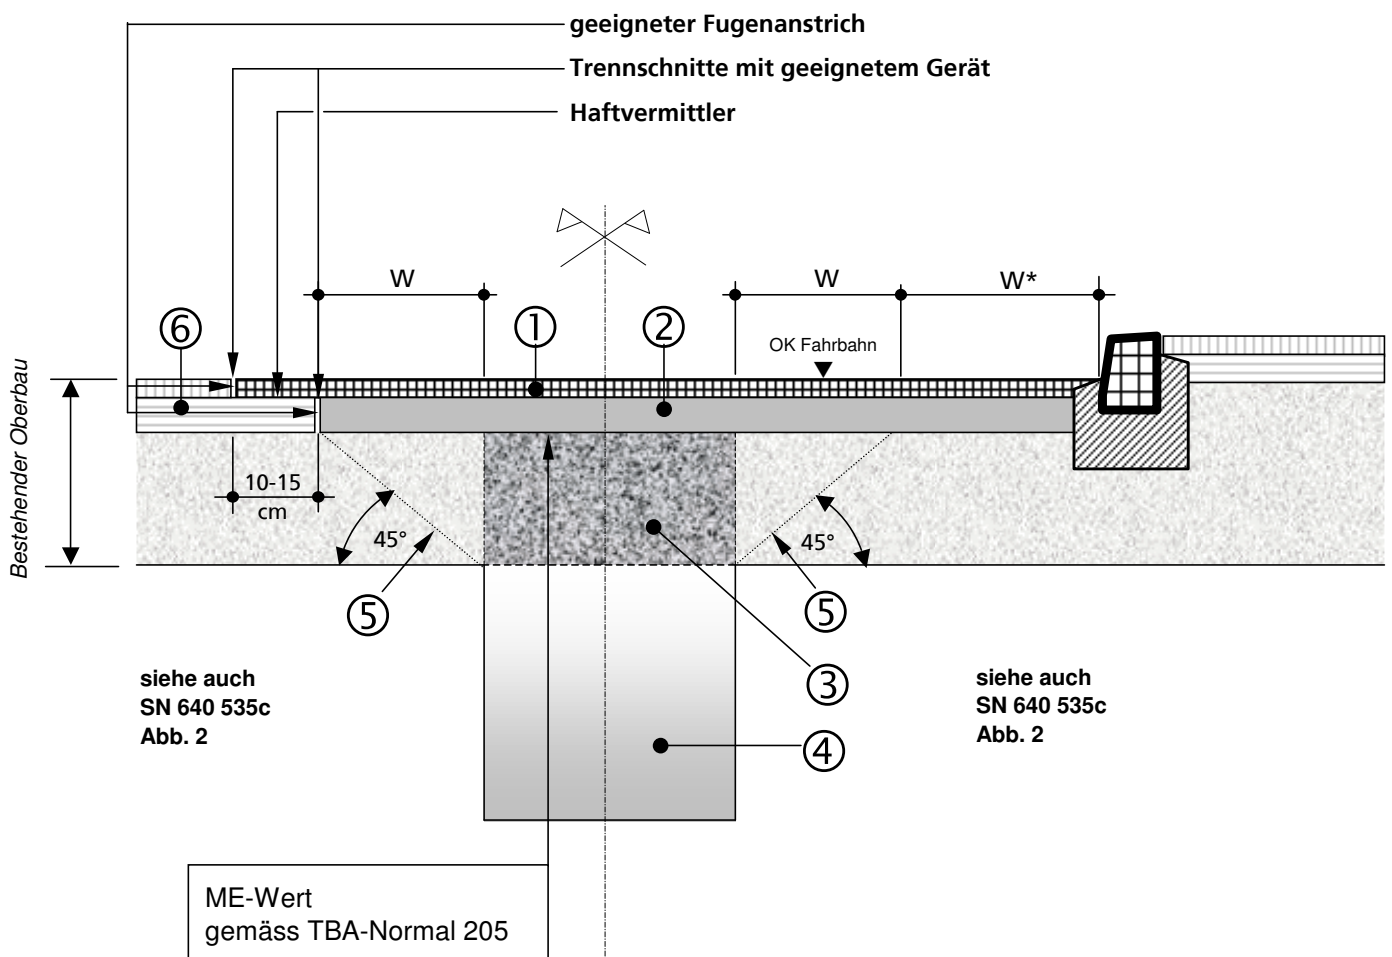 geeigneter Fugenanstrich
Trennschnitte mit geeignetem Gerät
Haftvermittler
W
W
W*
⑥
①
②
OK Fahrbahn
Bestehender Oberbau
10-15
cm
45°
45°
⑤
⑤
siehe auch
SN 640 535c
Abb. 2
③
siehe auch
SN 640 535c
Abb. 2
④
ME-Wert
gemäss TBA-Normal 205